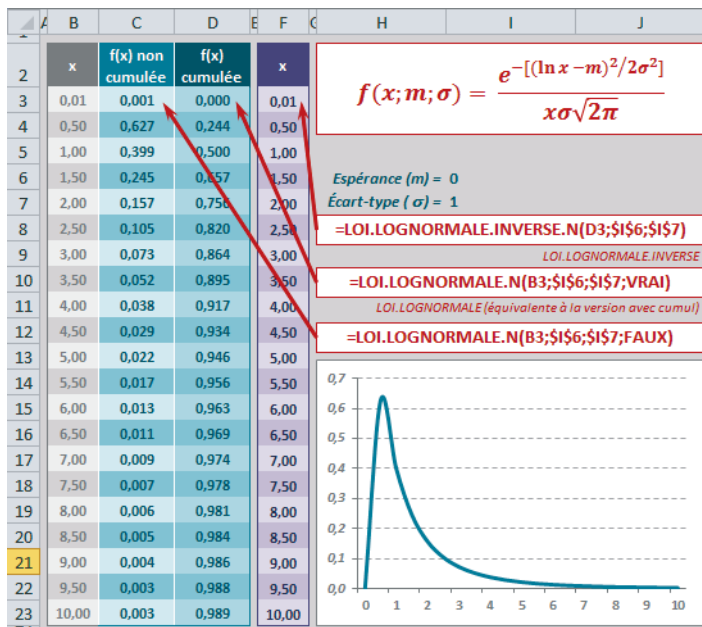 A B C D E F G H I J
1
2 x f(x) non cumulée f(x) cumulée x
3 0,01 0,001 0,000 0,01
4 0,50 0,627 0,244 0,50
5 1,00 0,399 0,500 1,00
6 1,50 0,245 0,657 1,50
7 2,00 0,157 0,756 2,00
8 2,50 0,105 0,820 2,50
9 3,00 0,073 0,864 3,00
10 3,50 0,052 0,895 3,50
11 4,00 0,038 0,917 4,00
12 4,50 0,029 0,934 4,50
13 5,00 0,022 0,946 5,00
14 5,50 0,017 0,956 5,50
15 6,00 0,013 0,963 6,00
16 6,50 0,011 0,969 6,50
17 7,00 0,009 0,974 7,00
18 7,50 0,007 0,978 7,50
19 8,00 0,006 0,981 8,00
20 8,50 0,005 0,984 8,50
21 9,00 0,004 0,986 9,00
22 9,50 0,003 0,988 9,50
23 10,00 0,003 0,989 10,00
f(x; m; σ) = e^{-[(ln x - m)²/2σ²]} / xσ√2π
Espérance (m) = 0
Écart-type ( σ) = 1
=LOI.LOGNORMALE.INVERSE.N(D3;$I$6;$I$7)
LOI.LOGNORMALE.INVERSE
=LOI.LOGNORMALE.N(B3;$I$6;$I$7;VRAI)
LOI.LOGNORMALE (équivalente à la version avec cumul)
=LOI.LOGNORMALE.N(B3;$I$6;$I$7;FAUX)
0,7
0,6
0,5
0,4
0,3
0,2
0,1
0,0
0 1 2 3 4 5 6 7 8 9 10